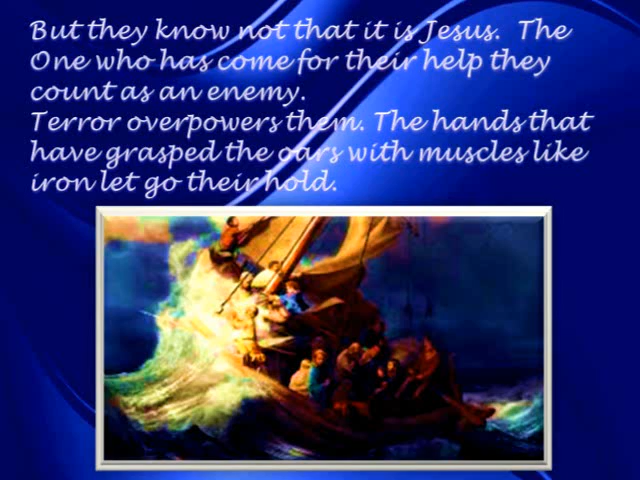 But they know not that it is Jesus. The
One who has come for their help they
count as an enemy.
Terror overpowers them. The hands that
have grasped the oars with muscles like
iron let go their hold.